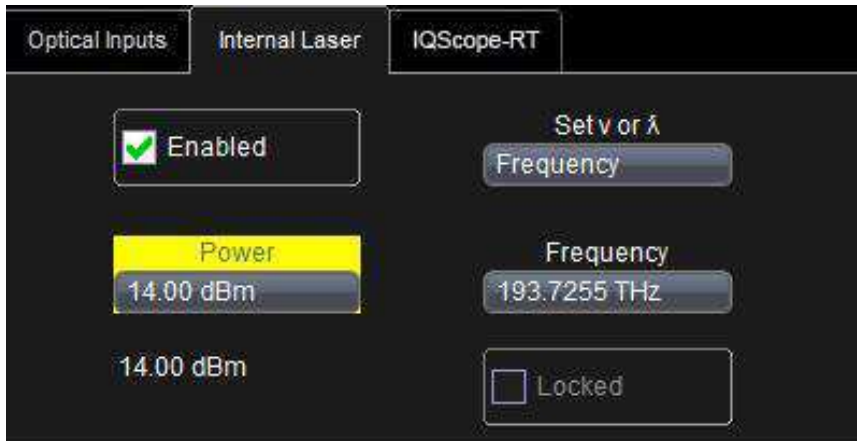 Optical Inputs Internal Laser IQScope-RT
Enabled
Set ν or λ
Frequency
Power
14.00 dBm
14.00 dBm
Frequency
193.7255 THz
Locked